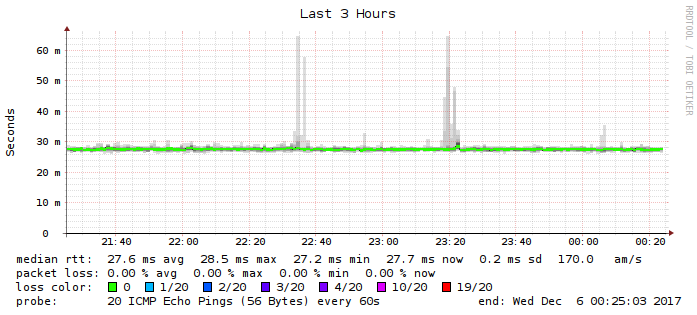 Last 3 Hours
RRDTOOL / TOBI OETIKER
Seconds
60 m
50 m
40 m
30 m
20 m
10 m
0
21:40 22:00 22:20 22:40 23:00 23:20 23:40 00:00 00:20
median rtt: 27.6 ms avg 28.5 ms max 27.2 ms min 27.7 ms now 0.2 ms sd 170.0 am/s
packet loss: 0.00 % avg 0.00 % max 0.00 % min 0.00 % now
loss color: 0 1/20 2/20 3/20 4/20 10/20 19/20
probe: 20 ICMP Echo Pings (56 Bytes) every 60s end: Wed Dec 6 00:25:03 2017